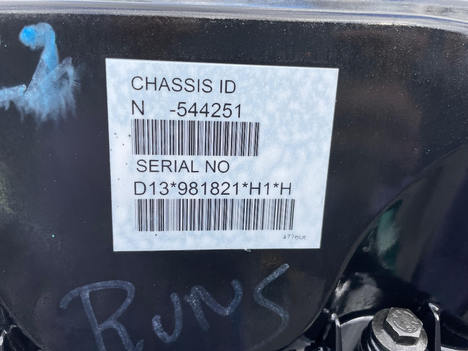 CHASSIS ID
N -544251
SERIAL NO
D13*981821*H1*H
RUNS